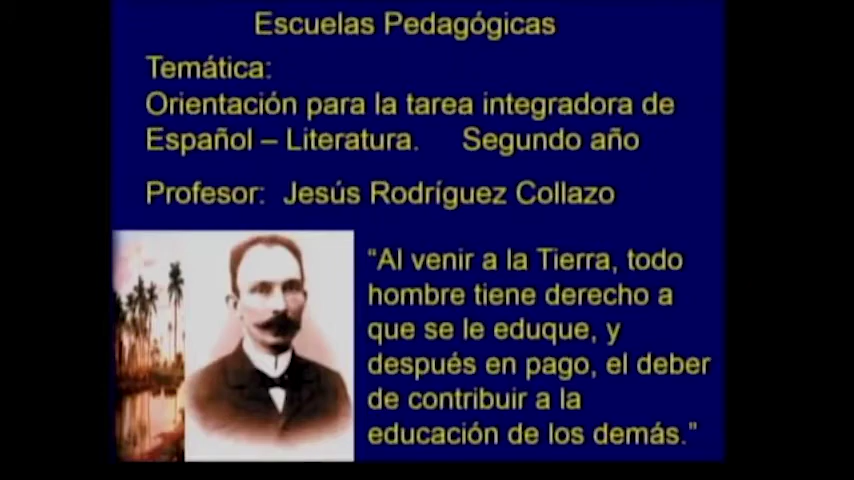 Escuelas Pedagógicas
Temática:
Orientación para la tarea integradora de
Español – Literatura. Segundo año
Profesor: Jesús Rodríguez Collazo
“Al venir a la Tierra, todo
hombre tiene derecho a
que se le eduque, y
después en pago, el deber
de contribuir a la
educación de los demás.”